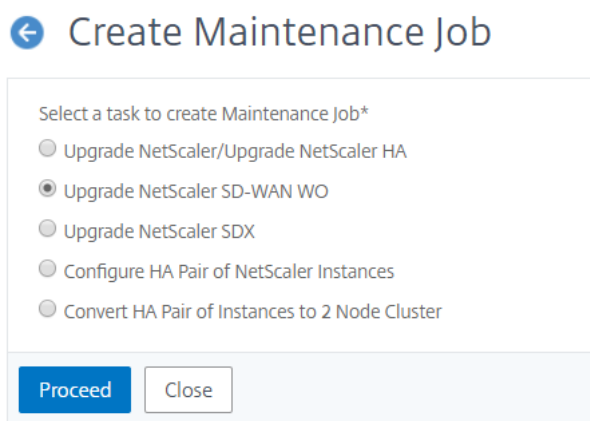 Create Maintenance Job
Select a task to create Maintenance Job*
Upgrade NetScaler/Upgrade NetScaler HA
Upgrade NetScaler SD-WAN WO
Upgrade NetScaler SDX
Configure HA Pair of NetScaler Instances
Convert HA Pair of Instances to 2 Node Cluster
Proceed Close